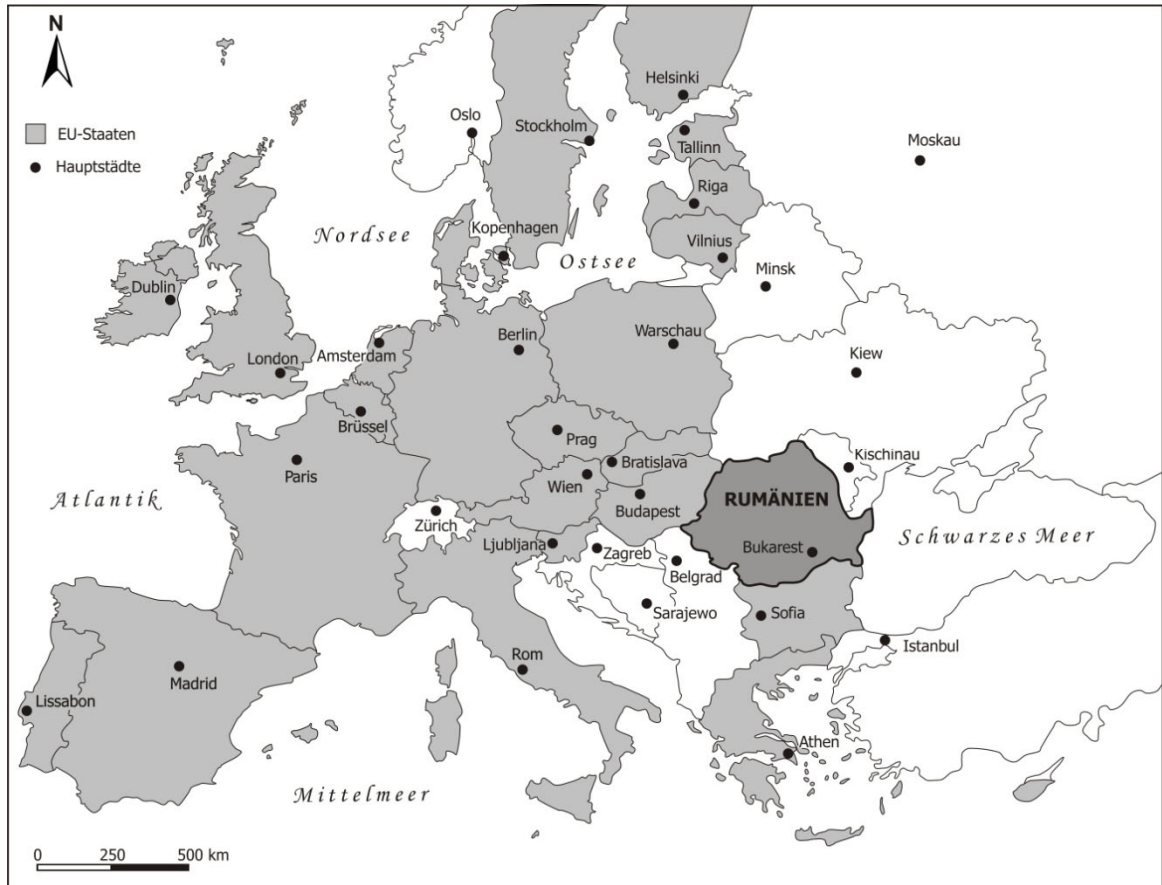 N
EU-Staaten
Hauptstädte
Helsinki
Oslo
Stockholm
Tallinn
Moskau
Riga
Nordsee
Kopenhagen
Vilnius
Ostsee
Minsk
Dublin
Berlin
Warschau
London
Amsterdam
Kiew
Brüssel
Prag
Paris
Bratislava
Kischinau
Wien
Atlantik
RUMÄNIEN
Budapest
Zürich
Schwarzes Meer
Ljubljana
Zagreb
Bukarest
Belgrad
Sarajewo
Sofia
Istanbul
Rom
Madrid
Lissabon
Athen
Mittelmeer
0 250 500 km